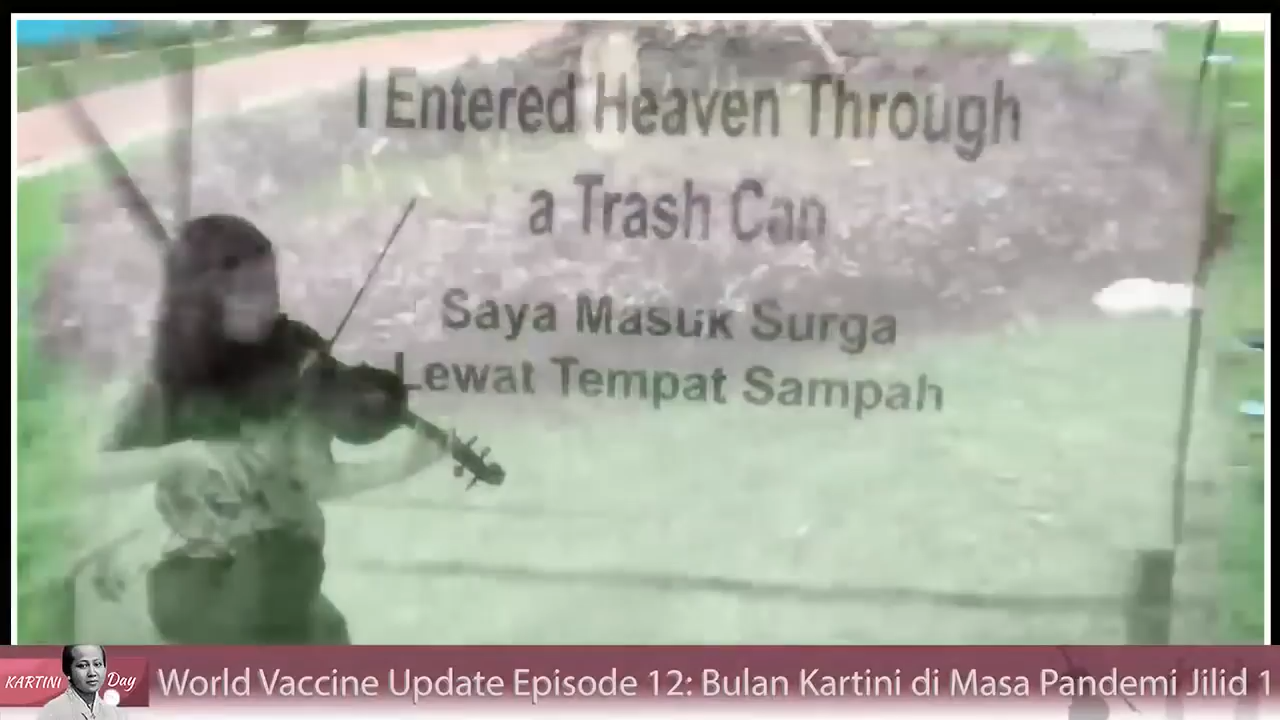 I Entered Heaven Through
a Trash Can
Saya Masuk Surga
Lewat Tempat Sampah
KARTINI Day
World Vaccine Update Episode 12: Bulan Kartini di Masa Pandemi Jilid 1